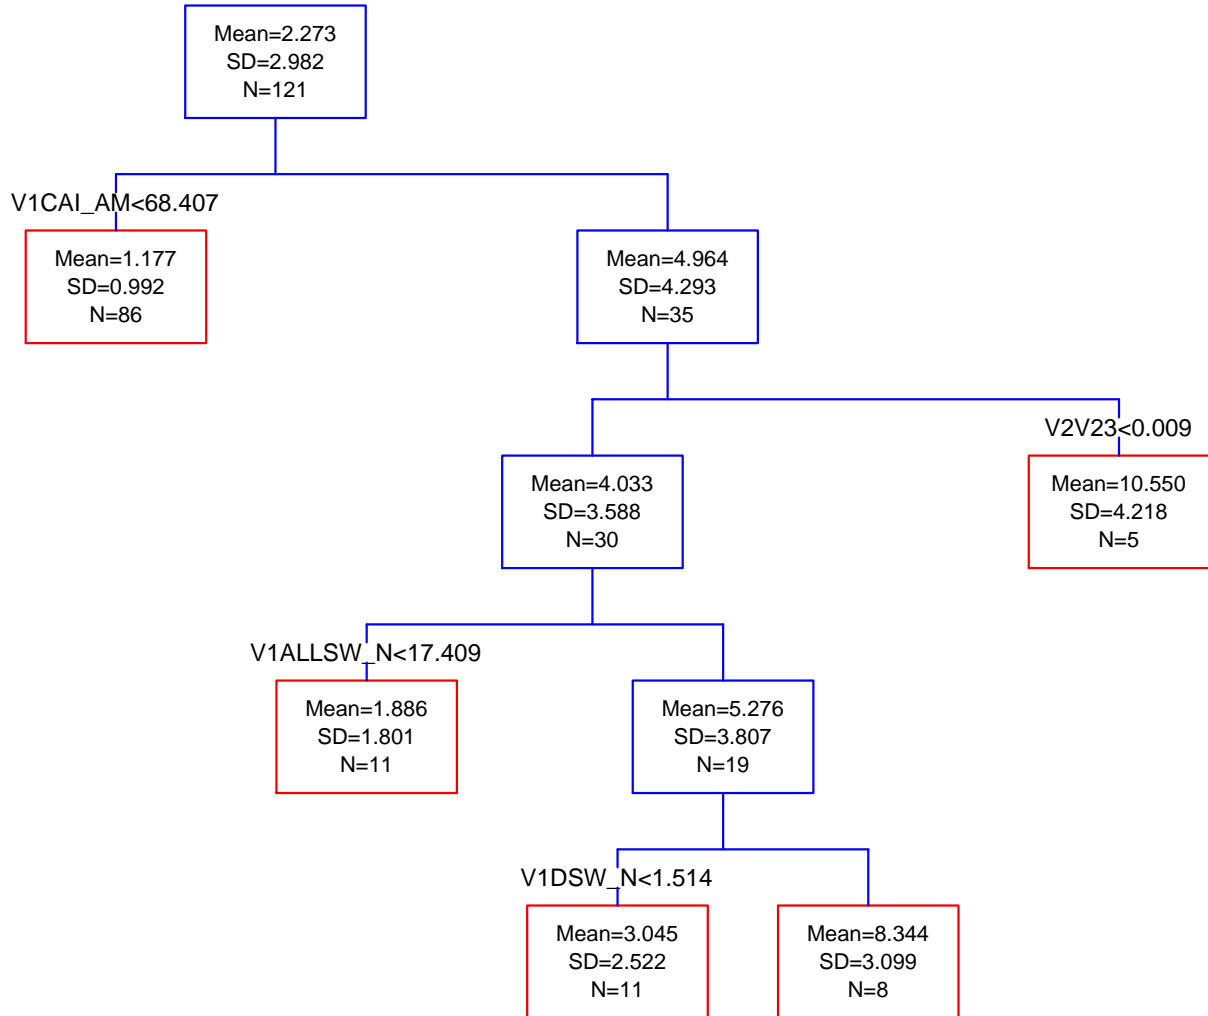 Mean=2.273
SD=2.982
N=121
V1CAI_AM<68.407
Mean=1.177
SD=0.992
N=86
Mean=4.964
SD=4.293
N=35
V2V23<0.009
Mean=4.033
SD=3.588
N=30
Mean=10.550
SD=4.218
N=5
V1ALLSW_N<17.409
Mean=1.886
SD=1.801
N=11
Mean=5.276
SD=3.807
N=19
V1DSW_N<1.514
Mean=3.045
SD=2.522
N=11
Mean=8.344
SD=3.099
N=8